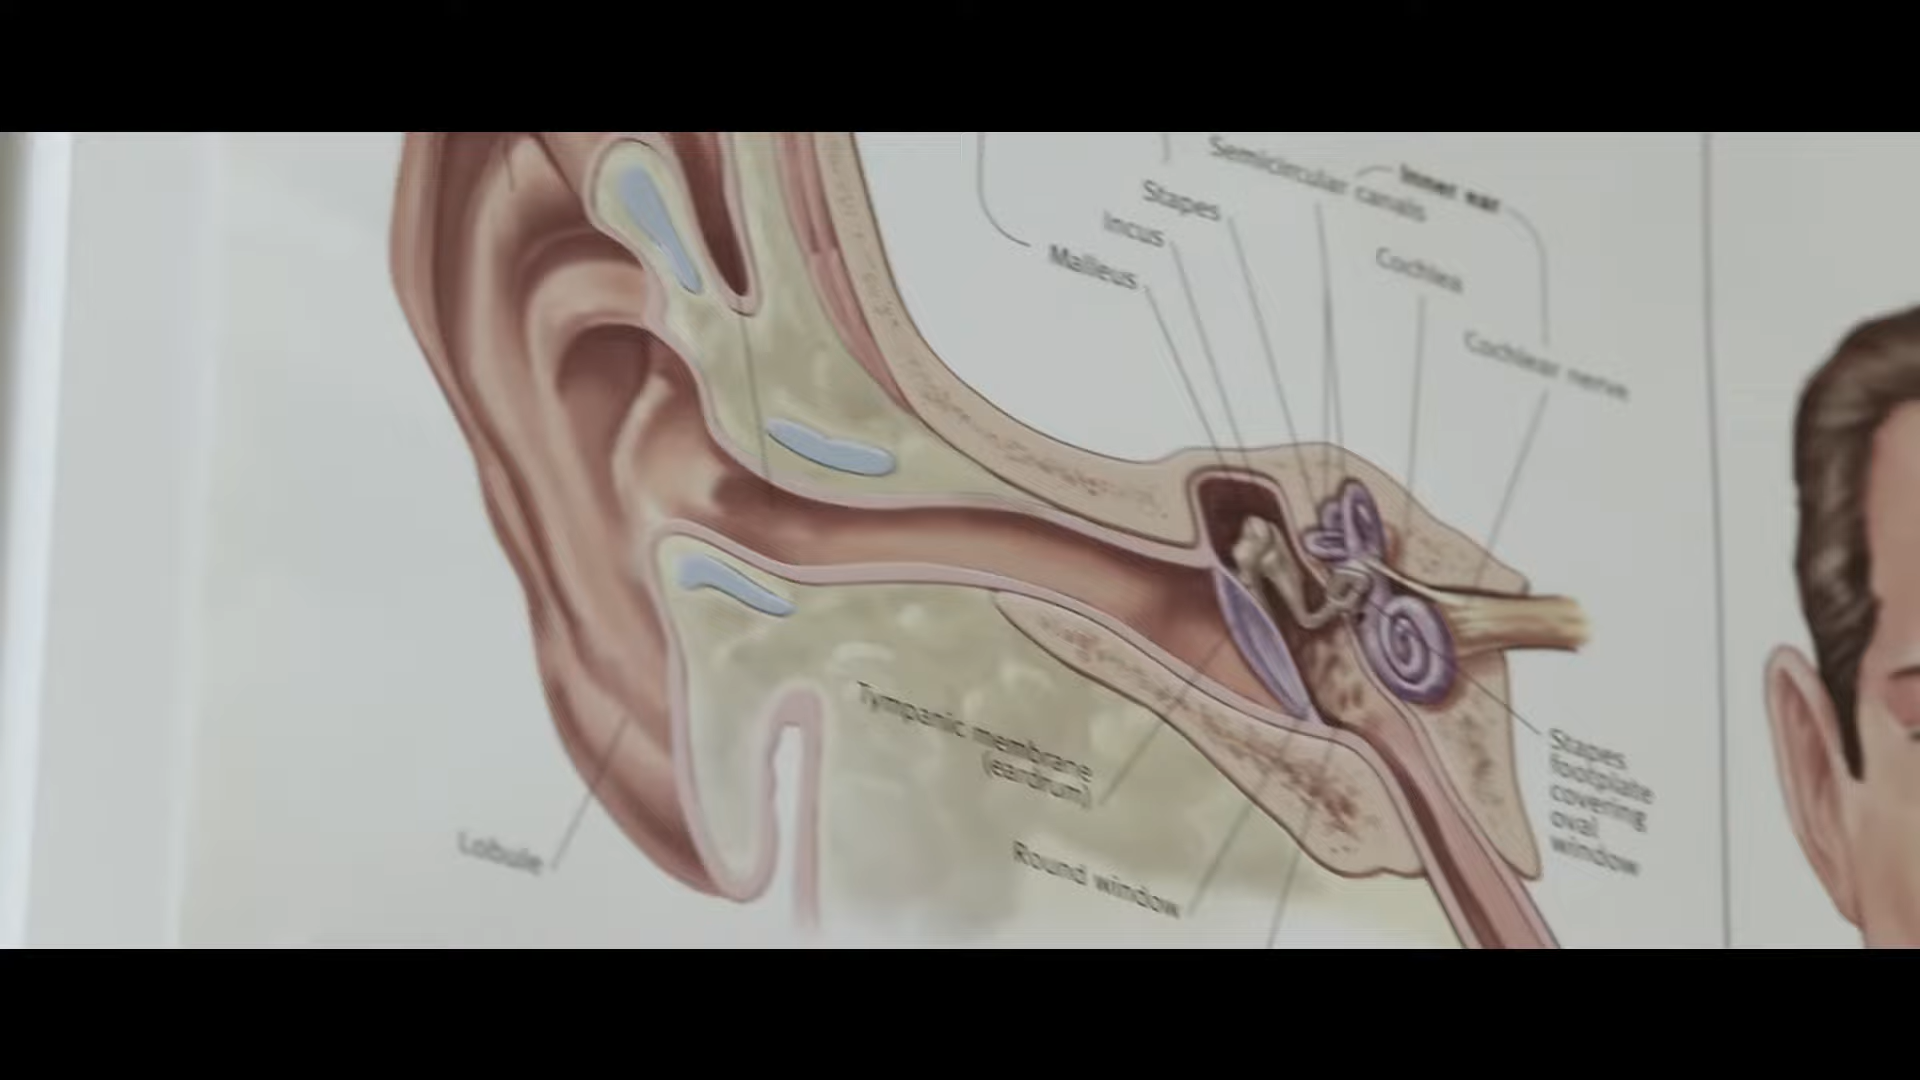 Semicircular canals
Inner ear
Stapes
Incus
Malleus
Cochlea
Cochlear nerve
Tympanic membrane
(eardrum)
Round window
Lobule
Stapes
footplate
covering
oval
window